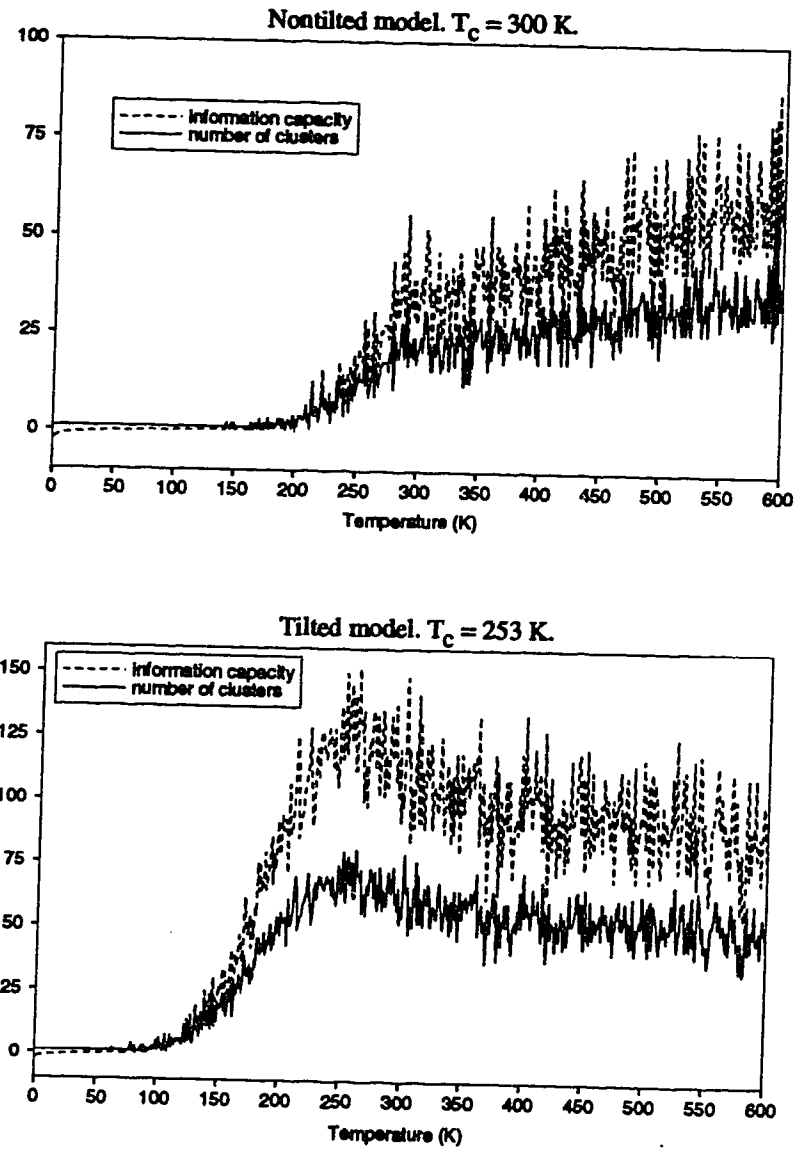 Nontilted model. Tc = 300 K.
100
information capacity
number of clusters
75
50
25
0
0 50 100 150 200 250 300 350 400 450 500 550 600
Temperature (K)
Tilted model. Tc = 253 K.
150
information capacity
number of clusters
125
100
75
50
25
0
0 50 100 150 200 250 300 350 400 450 500 550 600
Temperature (K)